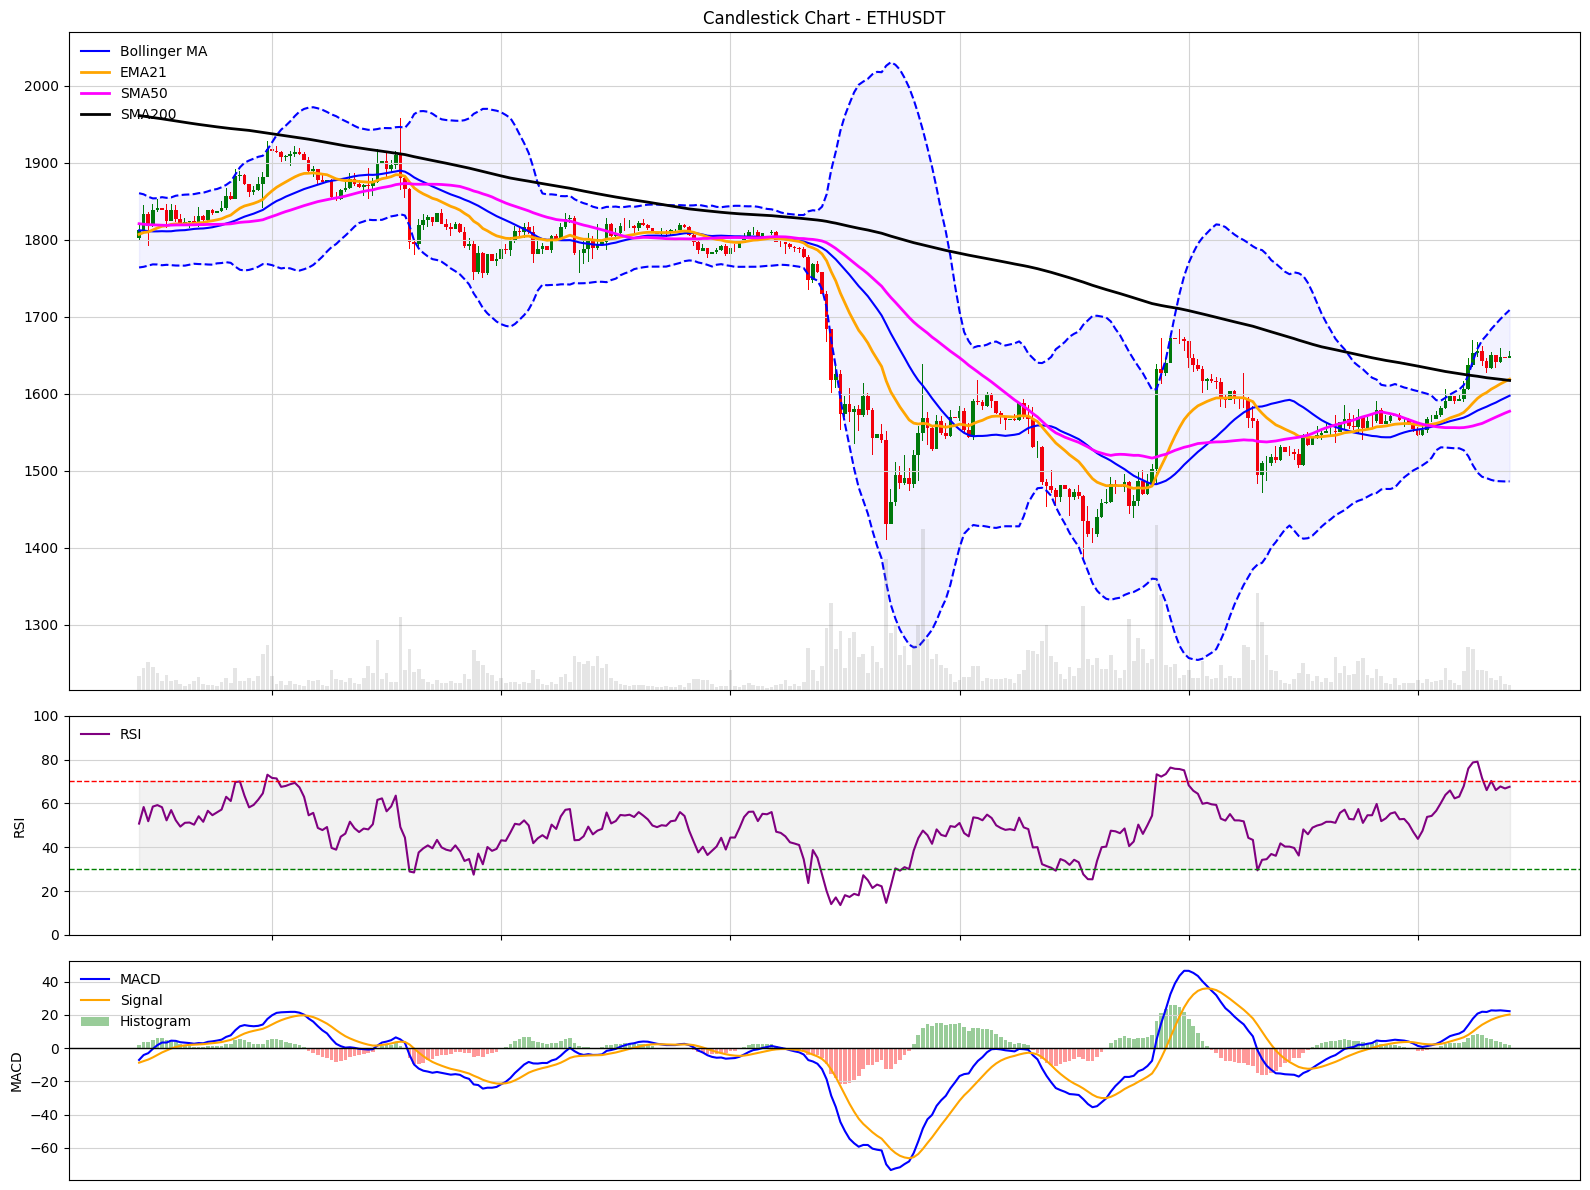 Candlestick Chart - ETHUSDT
Bollinger MA
EMA21
SMA50
SMA200
2000
1900
1800
1700
1600
1500
1400
1300
100
80
60
40
20
0
RSI
RSI
40
20
0
−20
−40
−60
MACD
MACD
Signal
Histogram